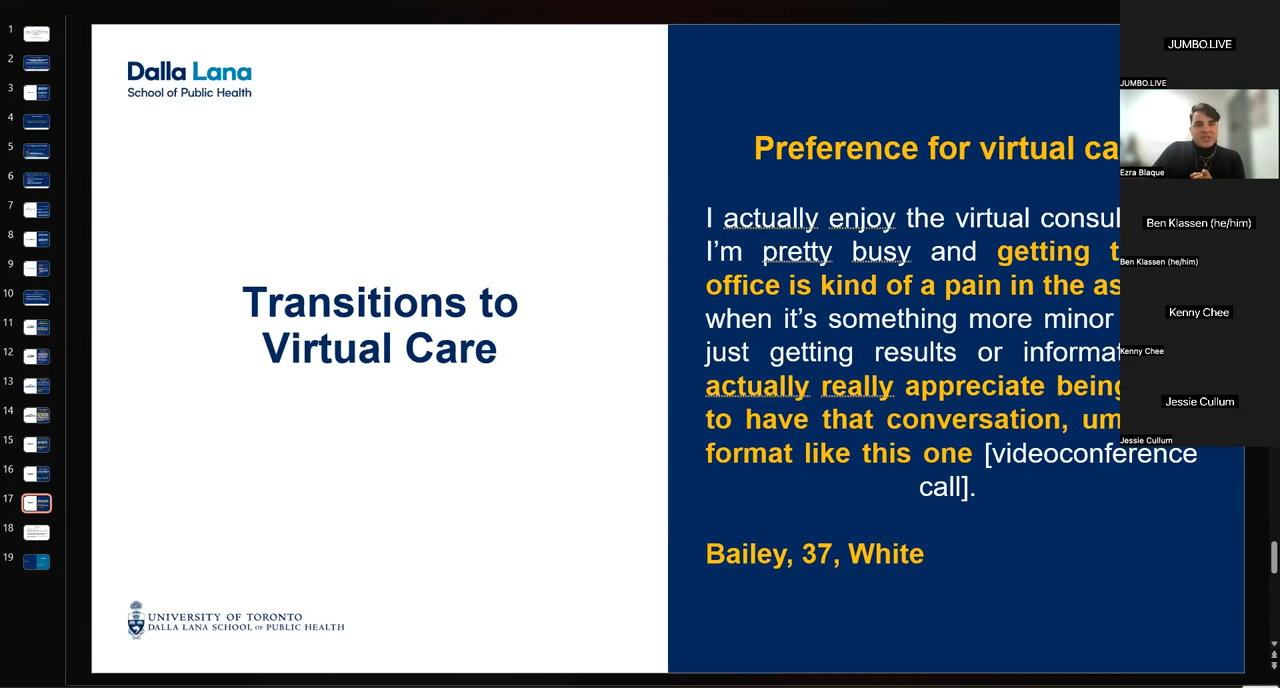 1
2
3
4
5
6
7
8
9
10
11
12
13
14
15
16
17
18
19
Dalla Lana
School of Public Health
Transitions to
Virtual Care
UNIVERSITY OF TORONTO
DALLA LANA SCHOOL OF PUBLIC HEALTH
Preference for virtual ca
I actually enjoy the virtual consul
I'm pretty busy and getting t
office is kind of a pain in the as
when it's something more minor
just getting results or informat
actually really appreciate being
to have that conversation, um
format like this one [videoconference
call].
Bailey, 37, White
JUMBO.LIVE
JUMBO.LIVE
Ezra Blaque
Ben Klassen (he/him)
Ben Klassen (he/him)
Kenny Chee
Kenny Chee
Jessie Cullum
Jessie Cullum